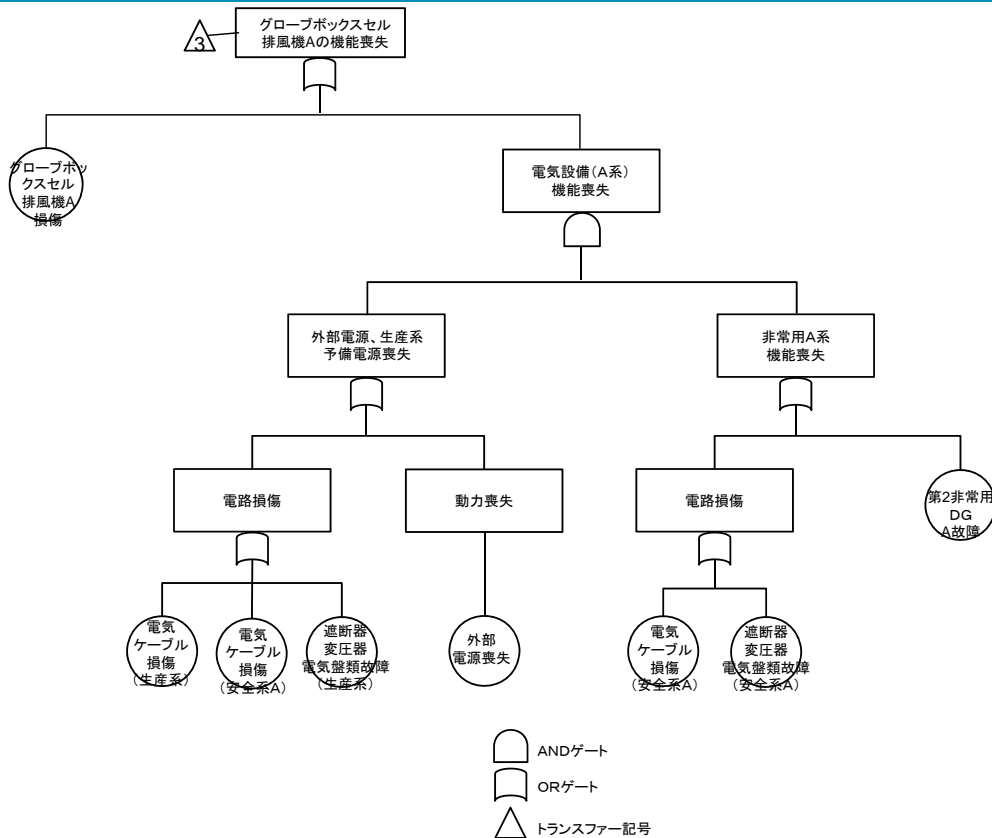 グローブボックスセル
排風機Aの機能喪失
3
グローブボッ
クスセル
排風機A
損傷
電気設備(A系)
機能喪失
外部電源、生産系
予備電源喪失
非常用A系
機能喪失
電路損傷
動力喪失
電路損傷
第2非常用
DG
A故障
電気
ケーブル
損傷
(生産系)
電気
ケーブル
損傷
(安全系A)
遮断器
変圧器
電気盤類故障
(生産系)
外部
電源喪失
電気
ケーブル
損傷
(安全系A)
遮断器
変圧器
電気盤類故障
(安全系A)
ANDゲート
ORゲート
トランスファー記号